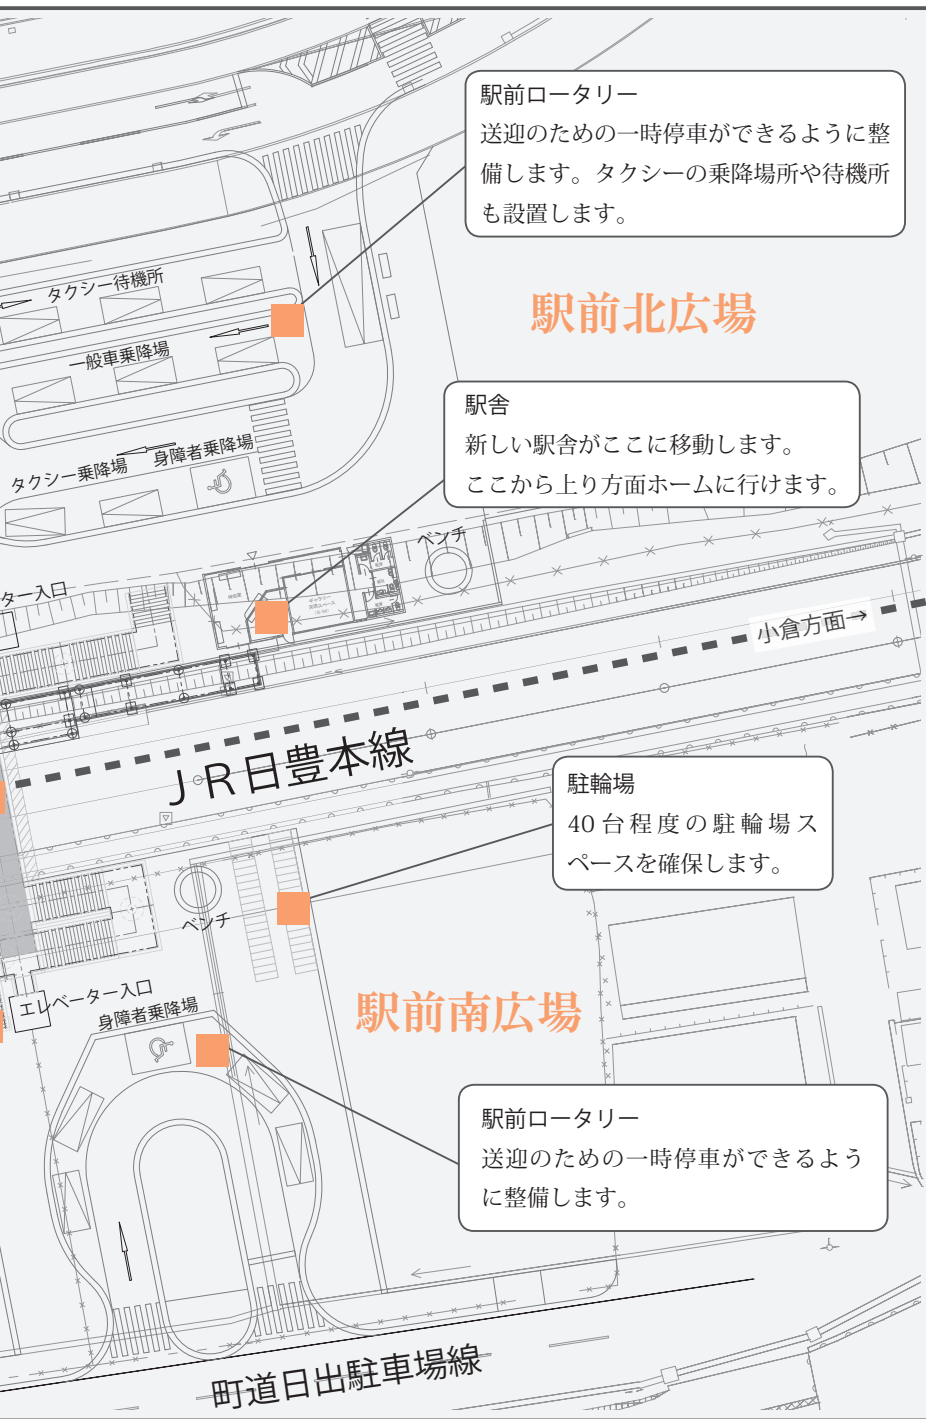 駅前ロータリー
送迎のための一時停車ができるように整
備します。タクシーの乗降場所や待機所
も設置します。
タクシー待機所
駅前北広場
一般車乗降場
駅舎
新しい駅舎がここに移動します。
ここから上り方面ホームに行けます。
身障者乗降場
タクシー乗降場
ベンチ
ター入口
ギャラリー
小倉方面→
JR日豊本線
駐輪場
40台程度の駐輪場ス
ペースを確保します。
ベンチ
エレベーター入口
身障者乗降場
駅前南広場
駅前ロータリー
送迎のための一時停車ができるよう
に整備します。
町道日出駐車場線